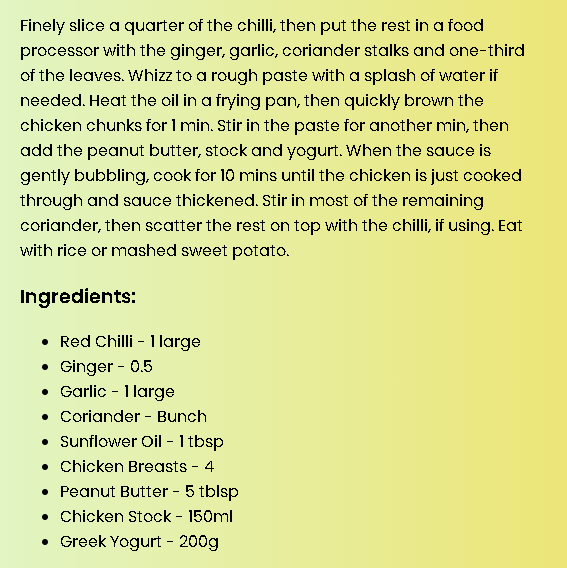 Finely slice a quarter of the chilli, then put the rest in a food
processor with the ginger, garlic, coriander stalks and one-third
of the leaves. Whizz to a rough paste with a splash of water if
needed. Heat the oil in a frying pan, then quickly brown the
chicken chunks for 1 min. Stir in the paste for another min, then
add the peanut butter, stock and yogurt. When the sauce is
gently bubbling, cook for 10 mins until the chicken is just cooked
through and sauce thickened. Stir in most of the remaining
coriander, then scatter the rest on top with the chilli, if using. Eat
with rice or mashed sweet potato.
Ingredients:
• Red Chilli - 1 large
• Ginger - 0.5
• Garlic - 1 large
• Coriander - Bunch
• Sunflower Oil - 1 tbsp
• Chicken Breasts - 4
• Peanut Butter - 5 tblsp
• Chicken Stock - 150ml
• Greek Yogurt - 200g